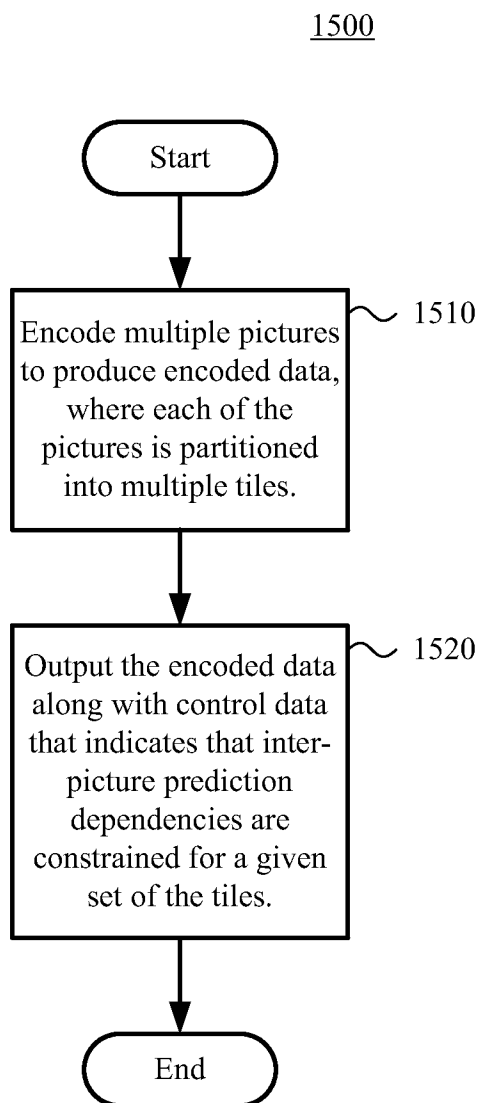 1500
Start
Encode multiple pictures
to produce encoded data,
where each of the
pictures is partitioned
into multiple tiles.
1510
Output the encoded data
along with control data
that indicates that inter-
picture prediction
dependencies are
constrained for a given
set of the tiles.
1520
End